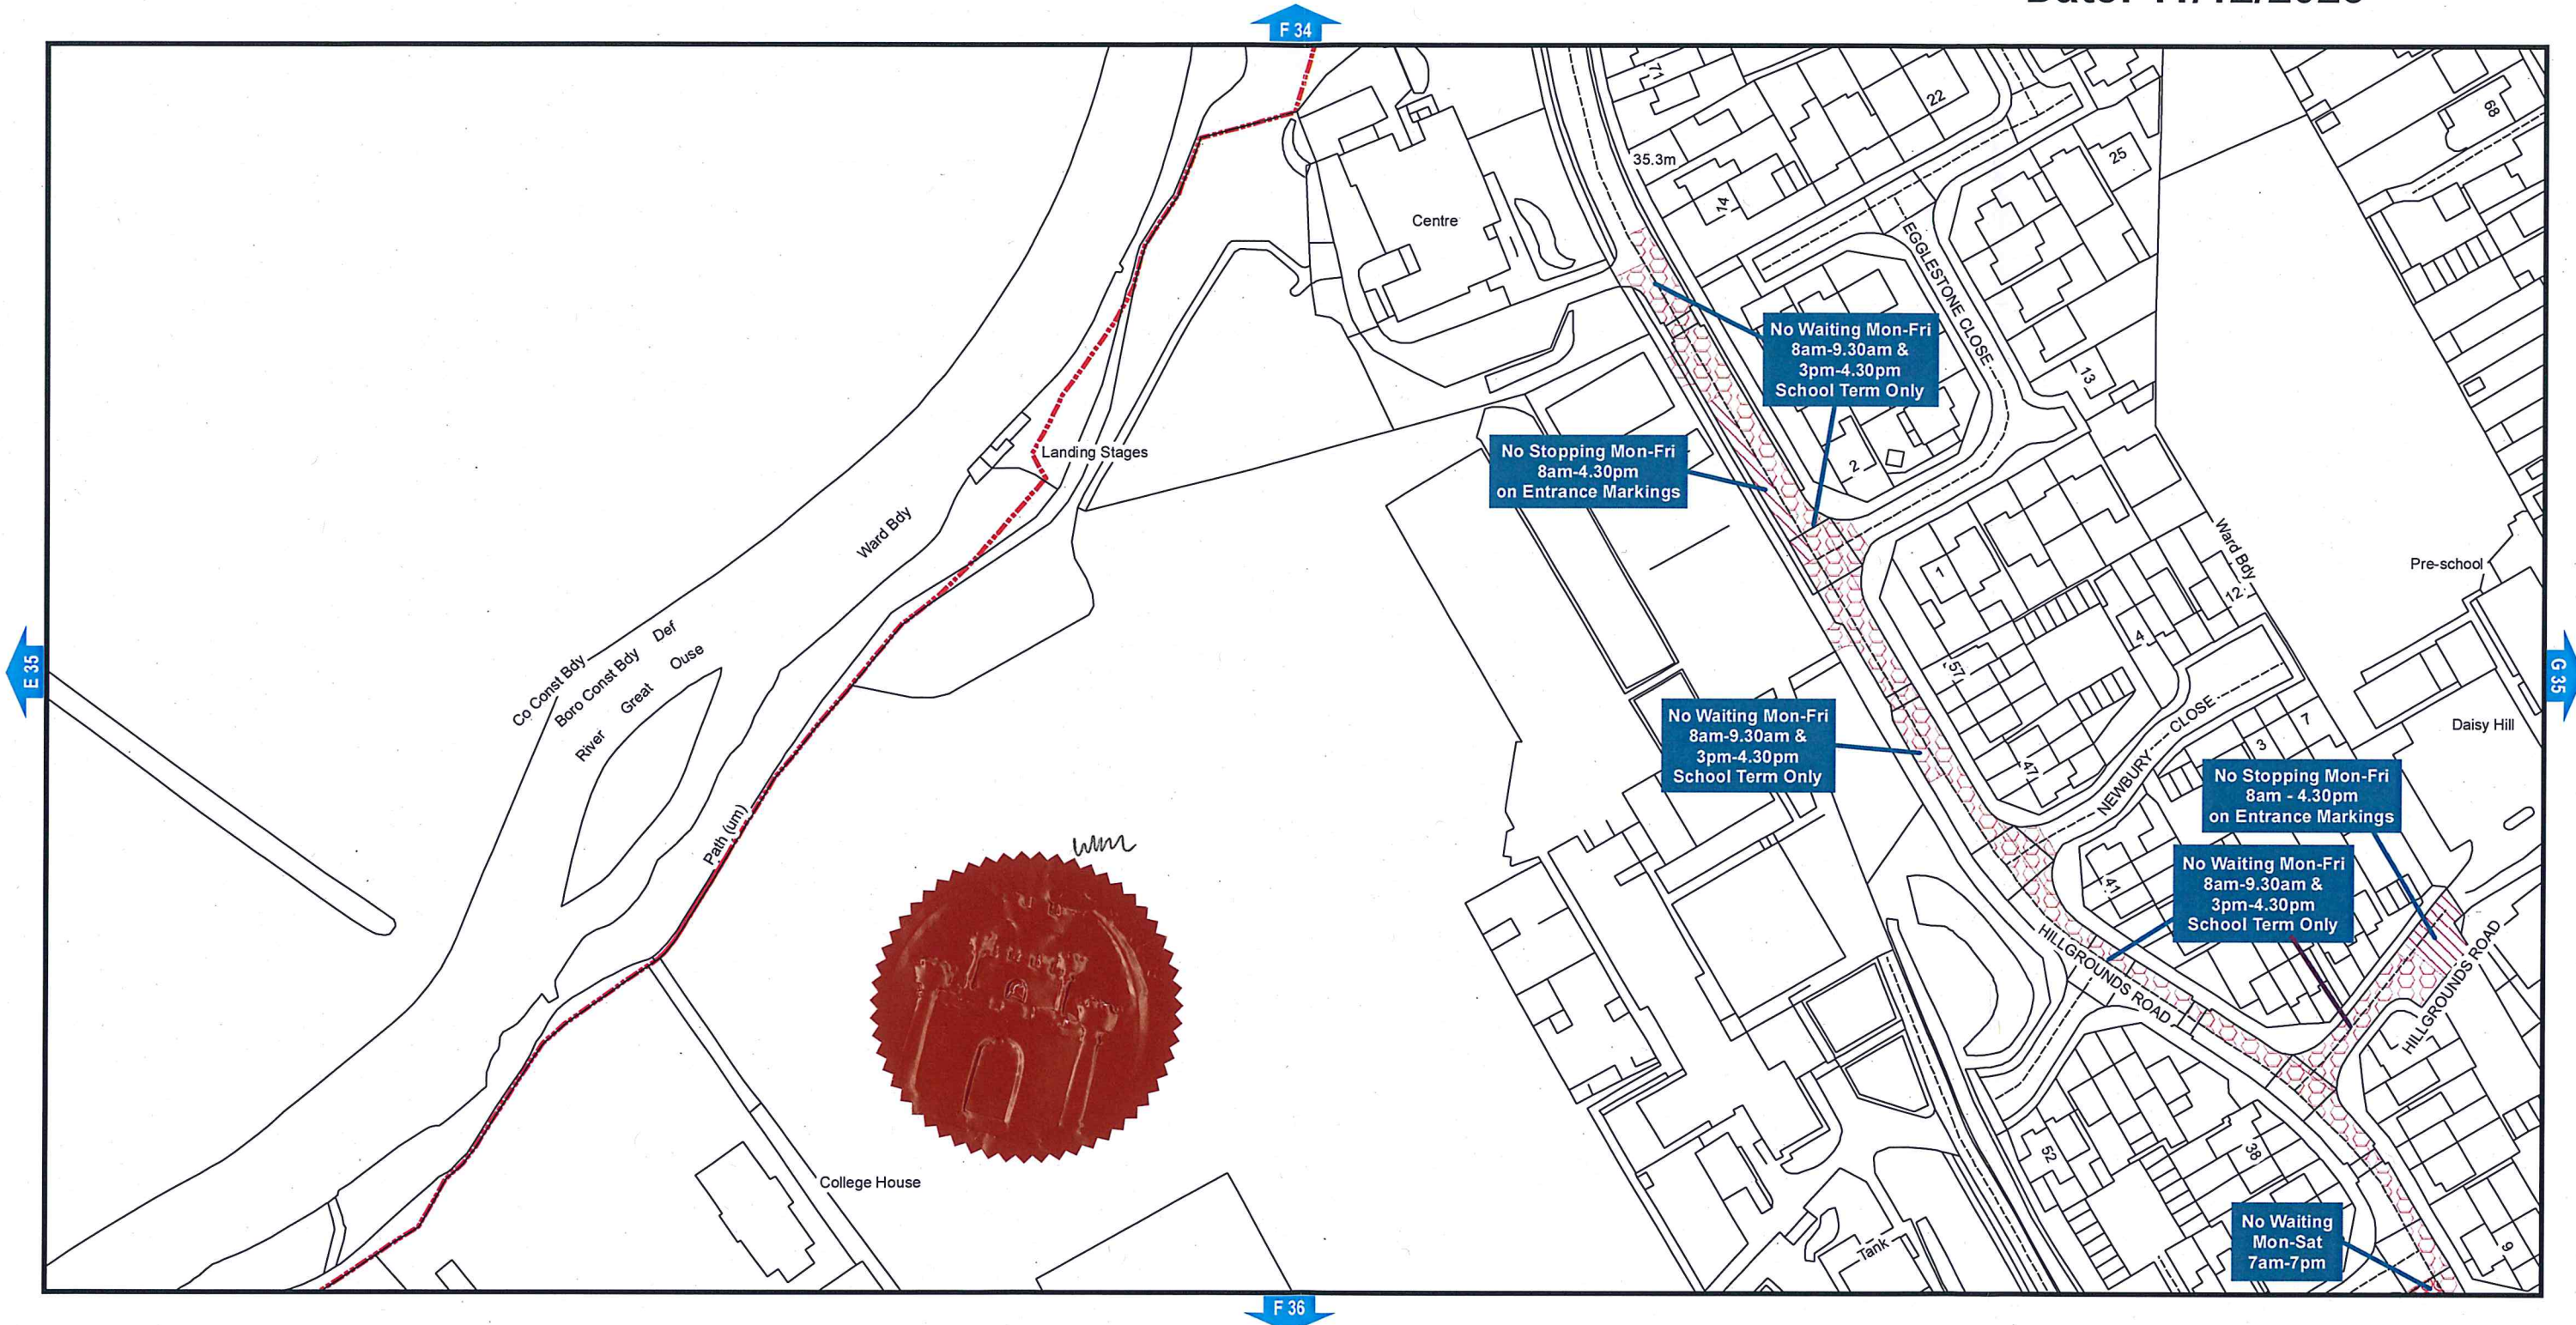 F 34
71
22
68
35.3m
25
14
Centre
EGGLESTONE CLOSE
No Waiting Mon-Fri
8am-9.30am &
3pm-4.30pm
School Term Only
13
Landing Stages
No Stopping Mon-Fri
8am-4.30pm
on Entrance Markings
2
Ward Bdy
Ward Bdy
1
Pre-school
12
4
Def
Co Const Bdy
Boro Const Bdy
River Great Ouse
E 35
G 35
57
No Waiting Mon-Fri
8am-9.30am &
3pm-4.30pm
School Term Only
47
NEWBURY CLOSE
7
3
Daisy Hill
No Stopping Mon-Fri
8am - 4.30pm
on Entrance Markings
Path (um)
No Waiting Mon-Fri
8am-9.30am &
3pm-4.30pm
School Term Only
41
HILLGROUNDS ROAD
HILLGROUNDS ROAD
52
38
College House
No Waiting
Mon-Sat
7am-7pm
Tank
9
F 36